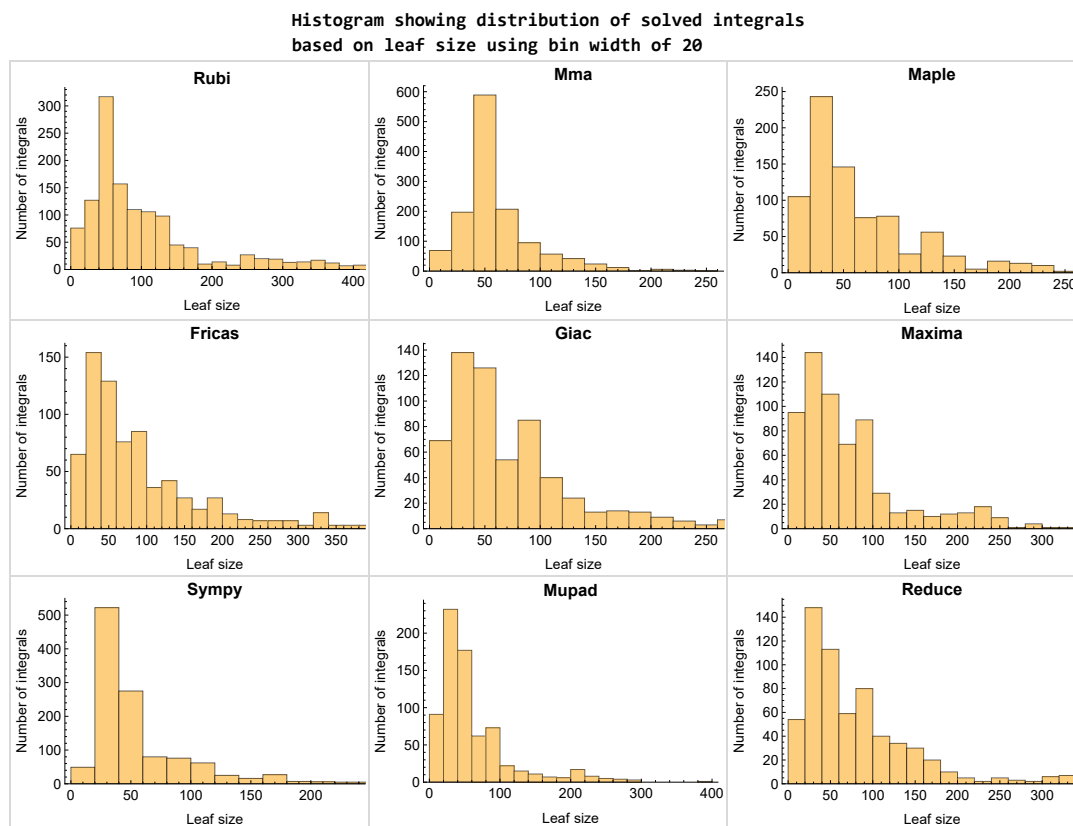 Histogram showing distribution of solved integrals
based on leaf size using bin width of 20
Rubi
Number of integrals
300
250
200
150
100
50
0
0 100 200 300 400
Leaf size
Mma
Number of integrals
600
500
400
300
200
100
0
0 50 100 150 200 250
Leaf size
Maple
Number of integrals
250
200
150
100
50
0
0 50 100 150 200 250
Leaf size
Fricas
Number of integrals
150
100
50
0
0 50 100 150 200 250 300 350
Leaf size
Giac
Number of integrals
140
120
100
80
60
40
20
0
0 50 100 150 200 250
Leaf size
Maxima
Number of integrals
140
120
100
80
60
40
20
0
0 50 100 150 200 250 300
Leaf size
Sympy
Number of integrals
500
400
300
200
100
0
0 50 100 150 200
Leaf size
Mupad
Number of integrals
200
150
100
50
0
0 100 200 300 400
Leaf size
Reduce
Number of integrals
140
120
100
80
60
40
20
0
0 50 100 150 200 250 300
Leaf size